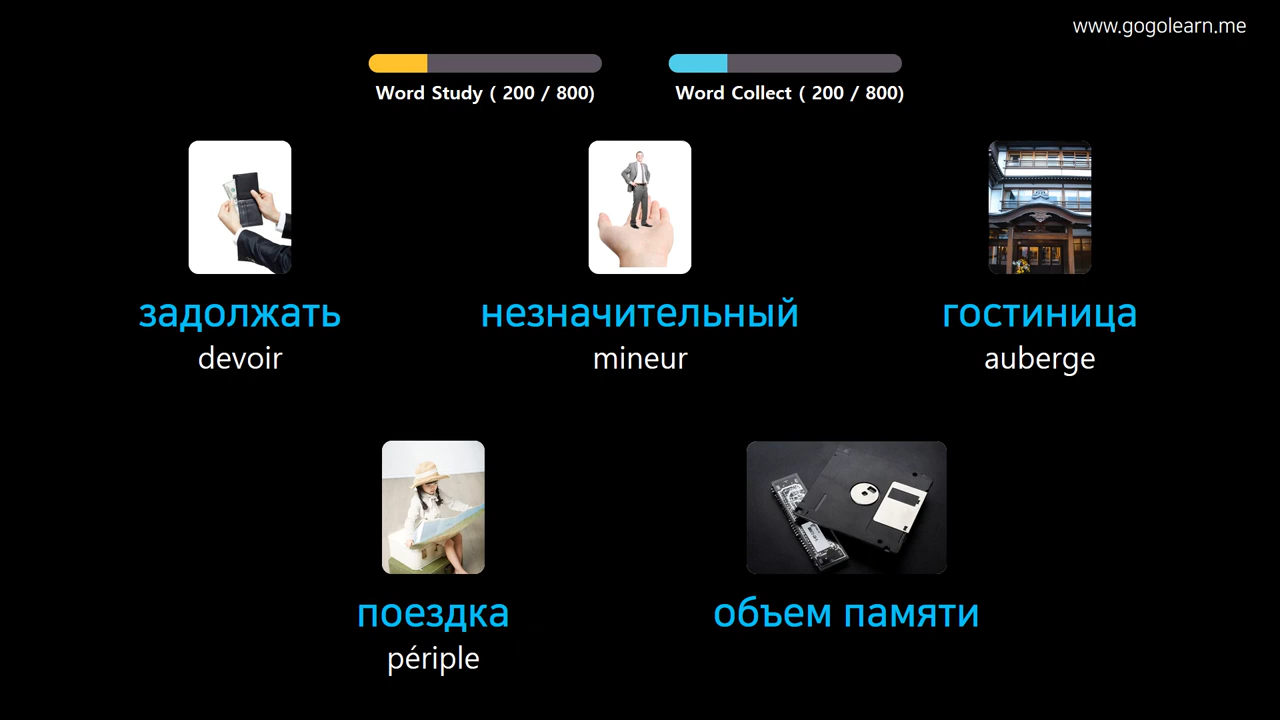 www.gogolearn.me
Word Study ( 200 / 800)
Word Collect ( 200 / 800)
задолжать
devoir
незначительный
mineur
гостиница
auberge
поездка
périple
объем памяти